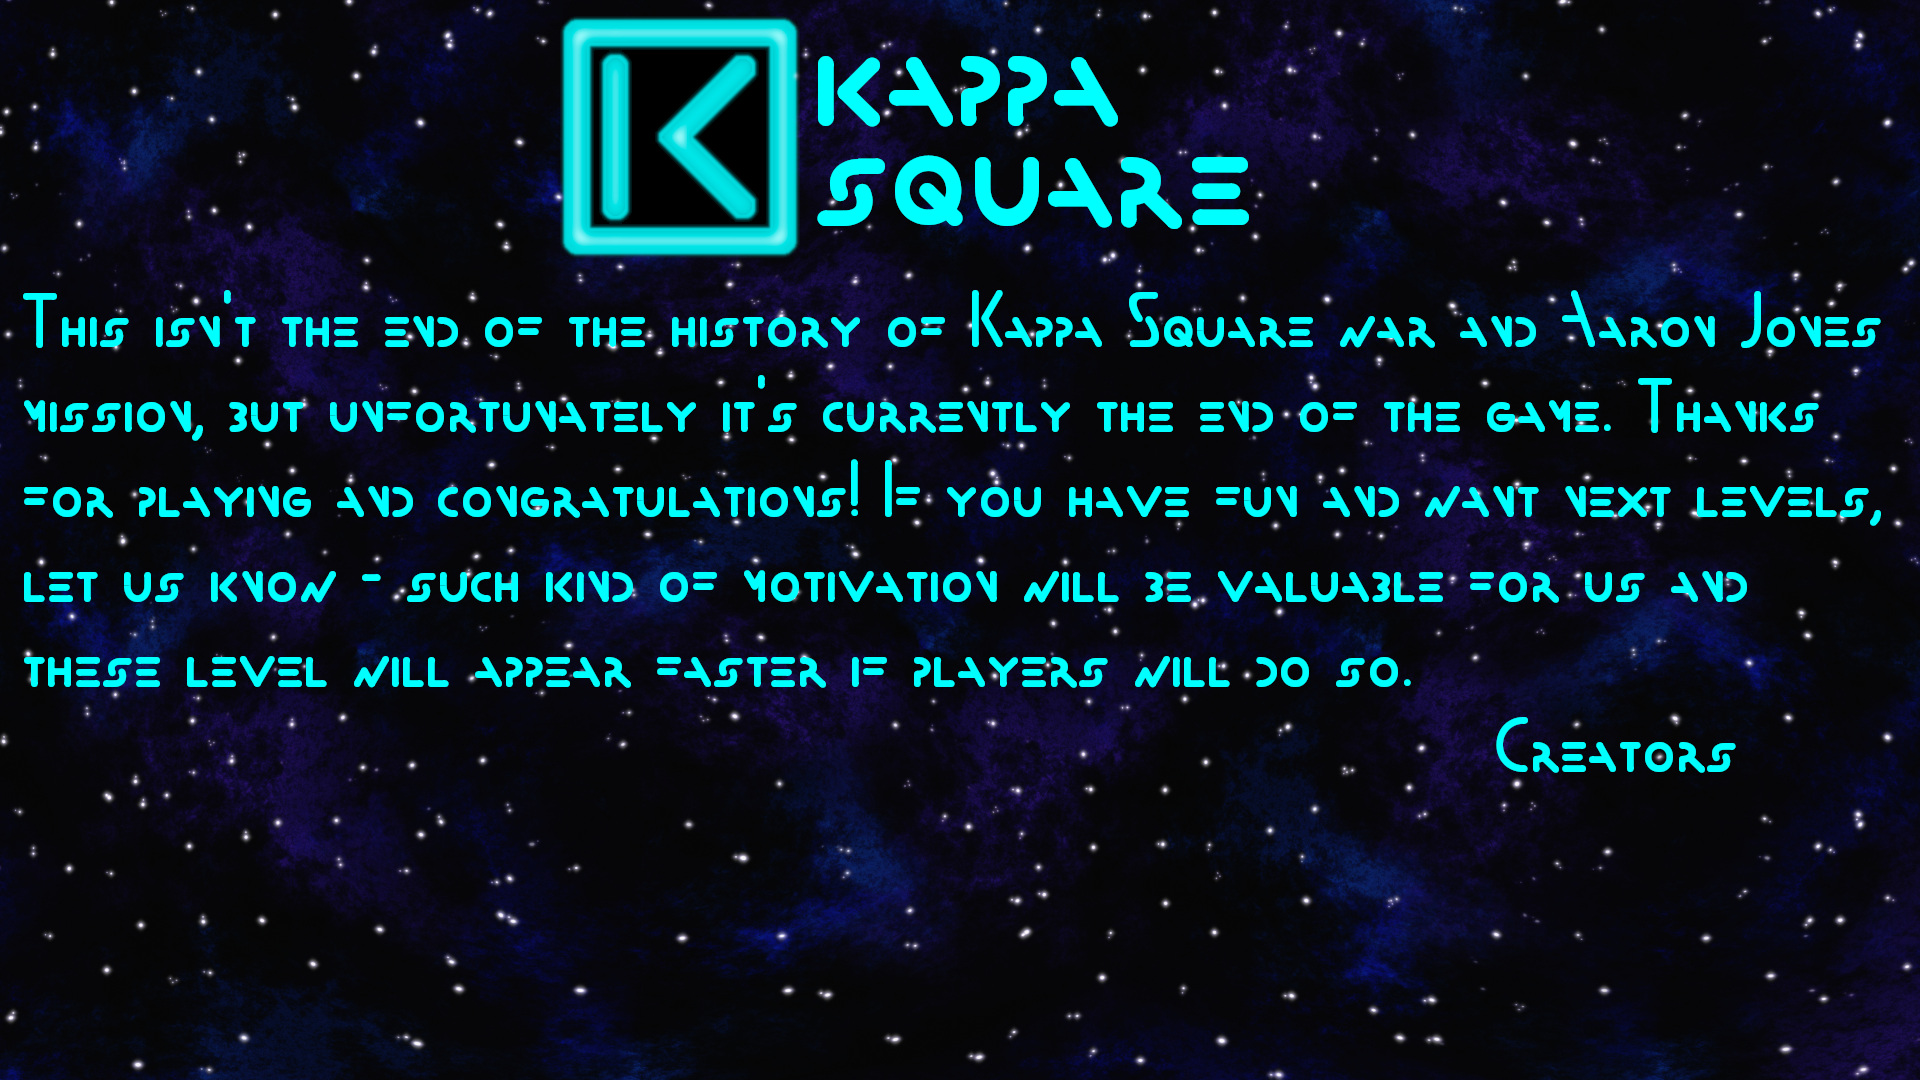 K
KAPPA
SQUARE
This isn't the end of the history of Kappa Square war and Aaron Jones
mission, but unfortunately it's currently the end of the game. Thanks
for playing and congratulations! If you have fun and want next levels,
let us know - such kind of motivation will be valuable for us and
these level will appear faster if players will do so.
Creators